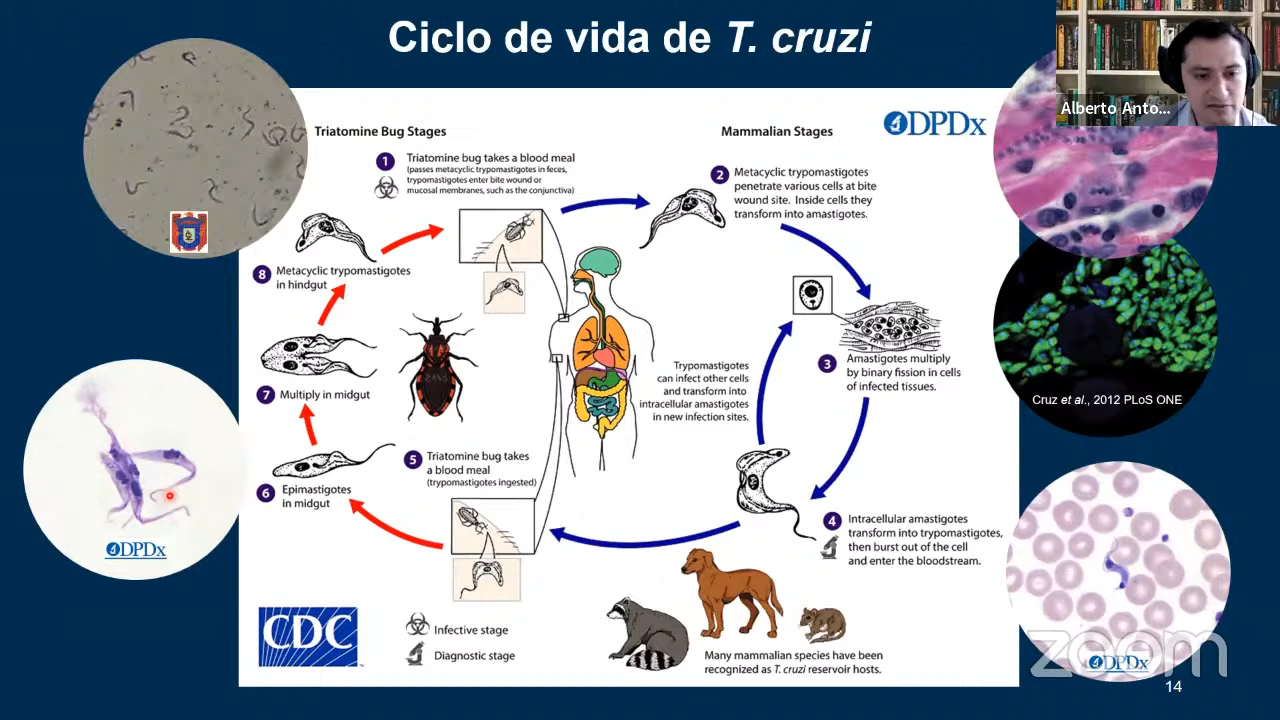 Ciclo de vida de T. cruzi
Alberto Anto...
Triatomine Bug Stages
Mammalian Stages
DPDx
1
Triatomine bug takes a blood meal
(passes metacyclic trypomastigotes in feces,
trypomastigotes enter bite wound or
mucosal membranes, such as the conjunctiva)
2
Metacyclic trypomastigotes
penetrate various cells at bite
wound site. Inside cells they
transform into amastigotes.
8
Metacyclic trypomastigotes
in hindgut
3
Amastigotes multiply
by binary fission in cells
of infected tissues.
Trypomastigotes
can infect other cells
and transform into
intracellular amastigotes
in new infection sites.
7
Multiply in midgut
Cruz et al., 2012 PLoS ONE
5
Triatomine bug takes
a blood meal
(trypomastigotes ingested)
6
Epimastigotes
in midgut
4
Intracellular amastigotes
transform into trypomastigotes,
then burst out of the cell
and enter the bloodstream.
DPDx
CDC
Infective stage
Diagnostic stage
Many mammalian species have been
recognized as T. cruzi reservoir hosts.
zoom
DPDx
14